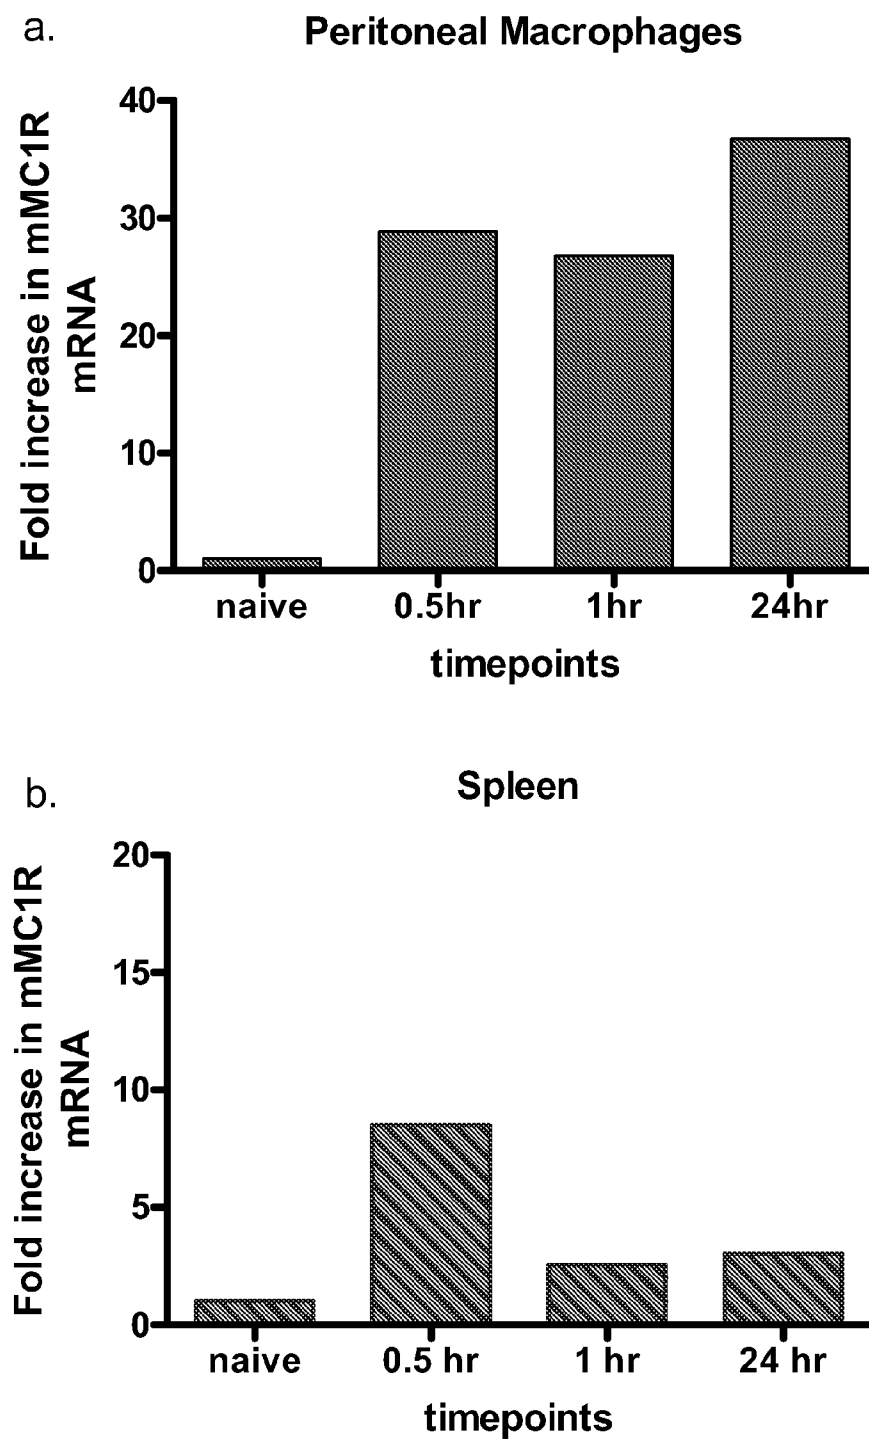 a.
Peritoneal Macrophages
Fold increase in mMC1R
mRNA
40
30
20
10
0
naive 0.5hr 1hr 24hr
timepoints
b.
Spleen
Fold increase in mMC1R
mRNA
20
15
10
5
0
naive 0.5 hr 1 hr 24 hr
timepoints